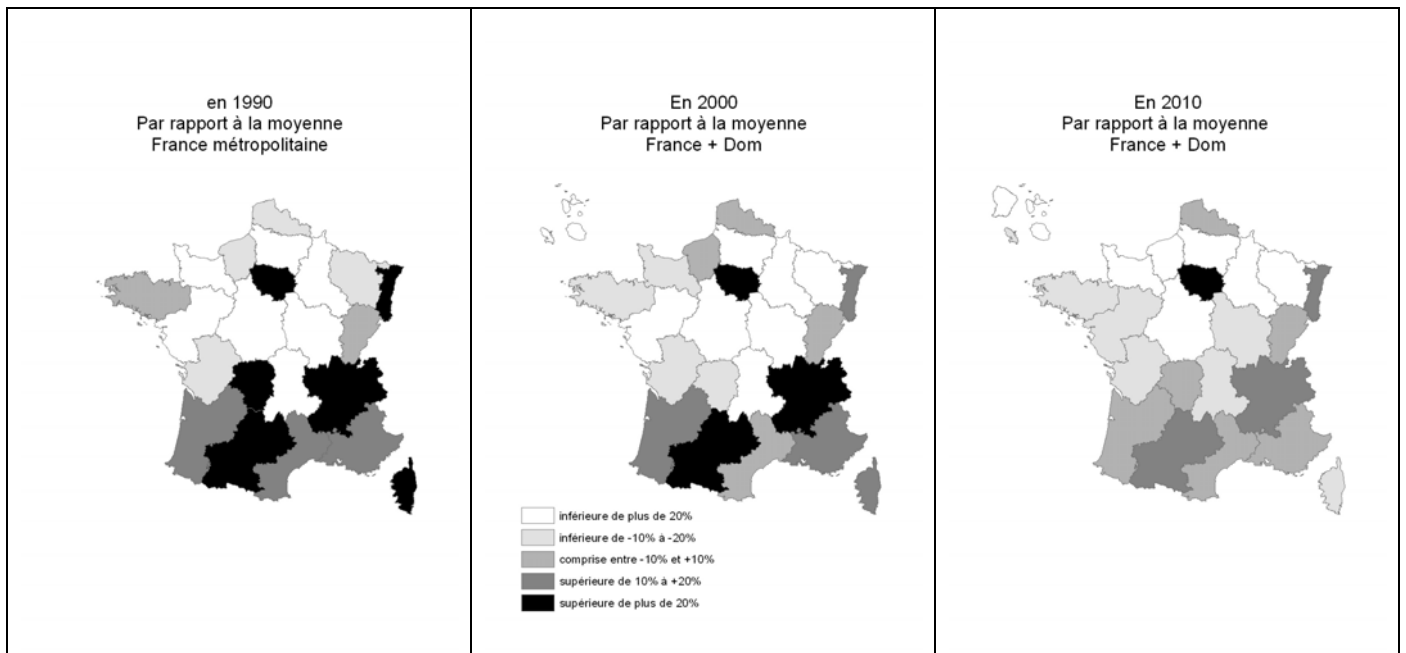 en 1990
Par rapport à la moyenne
France métropolitaine
En 2000
Par rapport à la moyenne
France + Dom
inférieure de plus de 20%
inférieure de -10% à -20%
comprise entre -10% et +10%
supérieure de 10% à +20%
supérieure de plus de 20%
En 2010
Par rapport à la moyenne
France + Dom